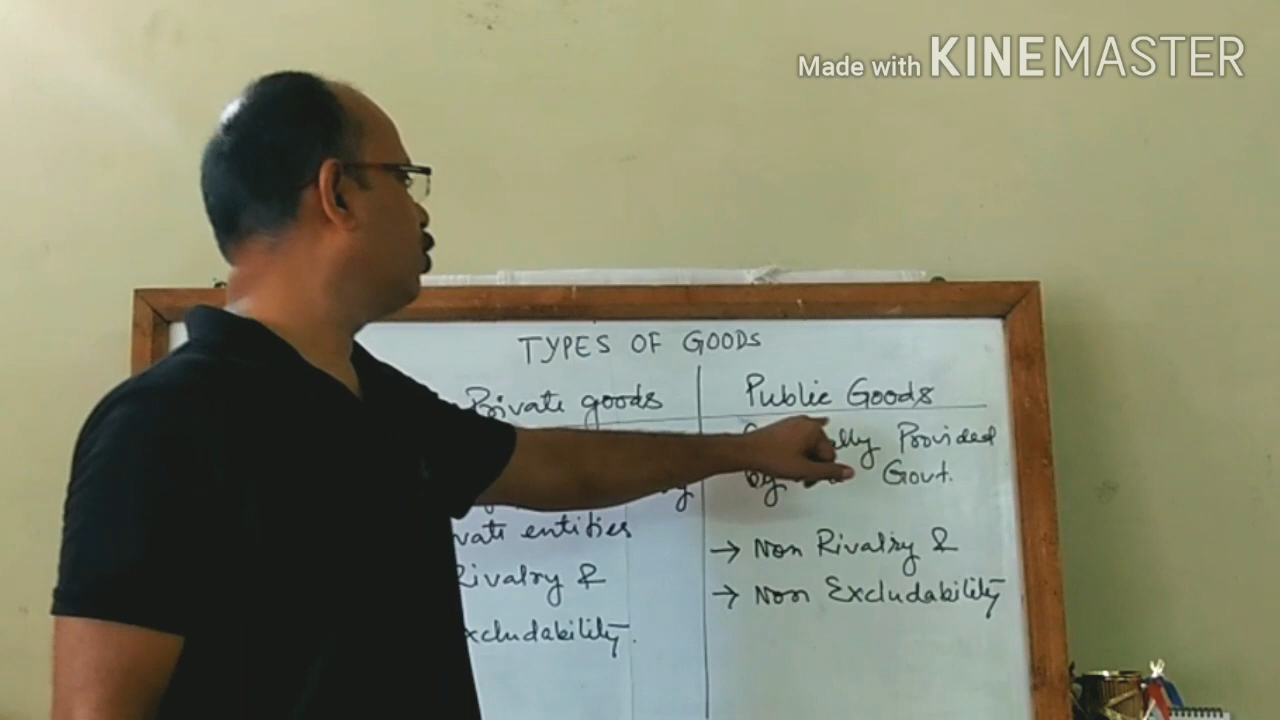 Made with KINEMASTER
TYPES OF GOODS
Private goods
Public Goods
Provided
Govt.
vate entities
Rivalry &
xcludability.
→ Non Rivalry &
→ Non Excludability